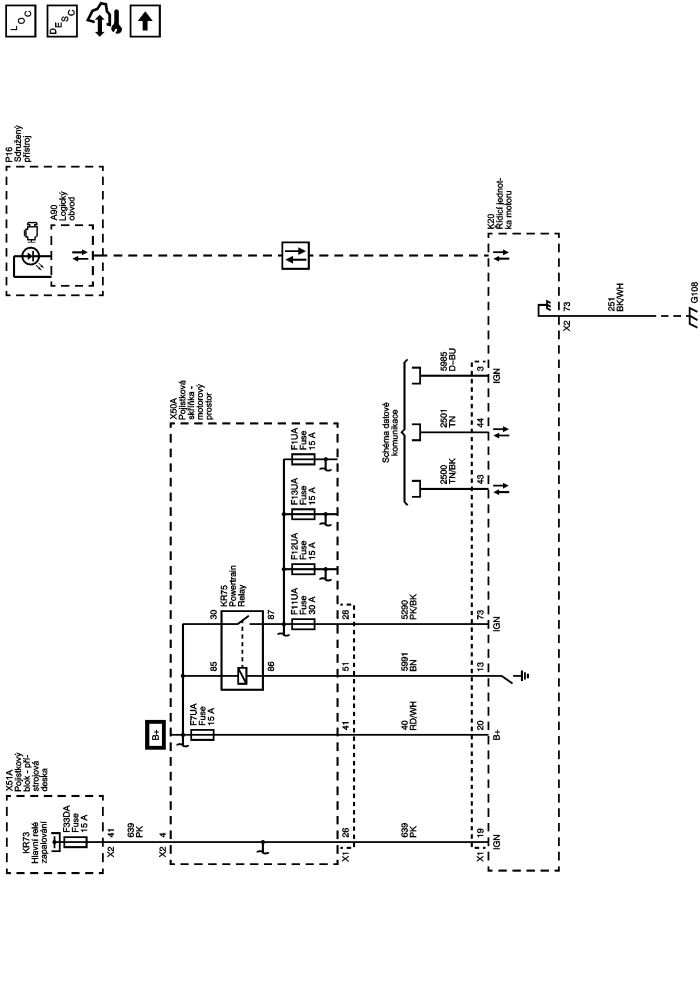 LOC
DESC
P16
Sdružený
přístroj
A90
Logický
obvod
K20
Řídicí jednot-
ka motoru
X2
73
251
BK/WH
G108
Schéma datové
komunikace
5985
D-BU
3
IGN
2501
TN
44
2500
TN/BK
43
X50A
Pojistková
skříňka -
motorový
prostor
F1UA
Fuse
15 A
F13UA
Fuse
15 A
F12UA
Fuse
15 A
F11UA
Fuse
30 A
KR75
Powertrain
Relay
30
87
85
86
28
5290
PK/BK
73
IGN
51
5991
BN
13
B+
F7UA
Fuse
15 A
41
40
RD/WH
20
B+
X51A
Pojistkový
blok - pří-
strojová
deska
KR73
Hlavní relé
zapalování
F33DA
Fuse
15 A
X2
41
639
PK
X2
4
X1
26
639
PK
X1
19
IGN